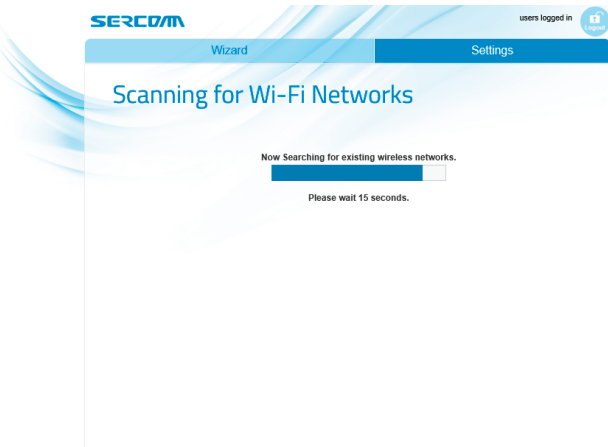 SERCOMM
users logged in
Logout
Wizard
Settings
Scanning for Wi-Fi Networks
Now Searching for existing wireless networks.
Please wait 15 seconds.